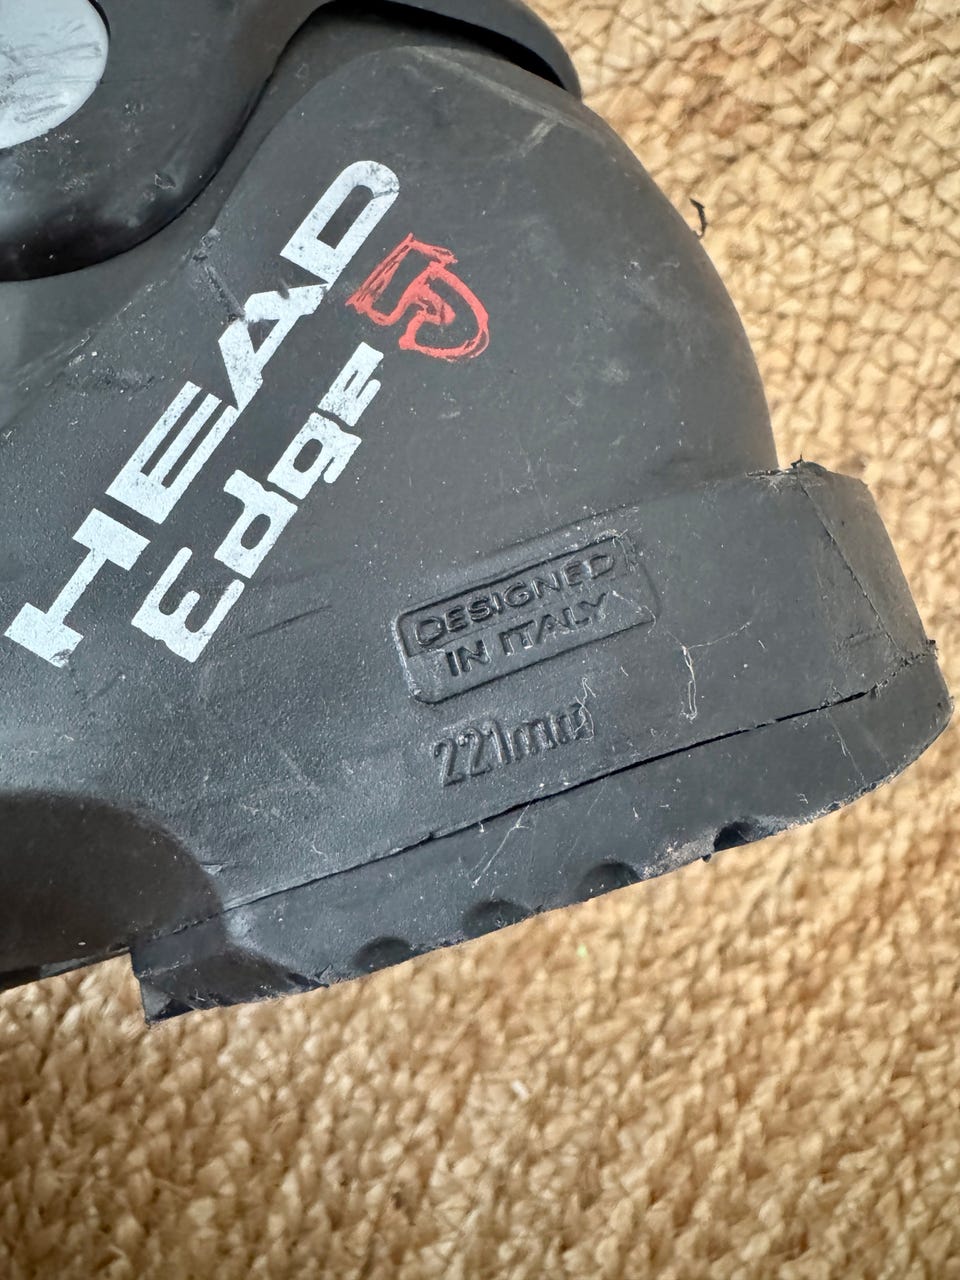 HEAD
Edge
DESIGNED
IN ITALY
221mm